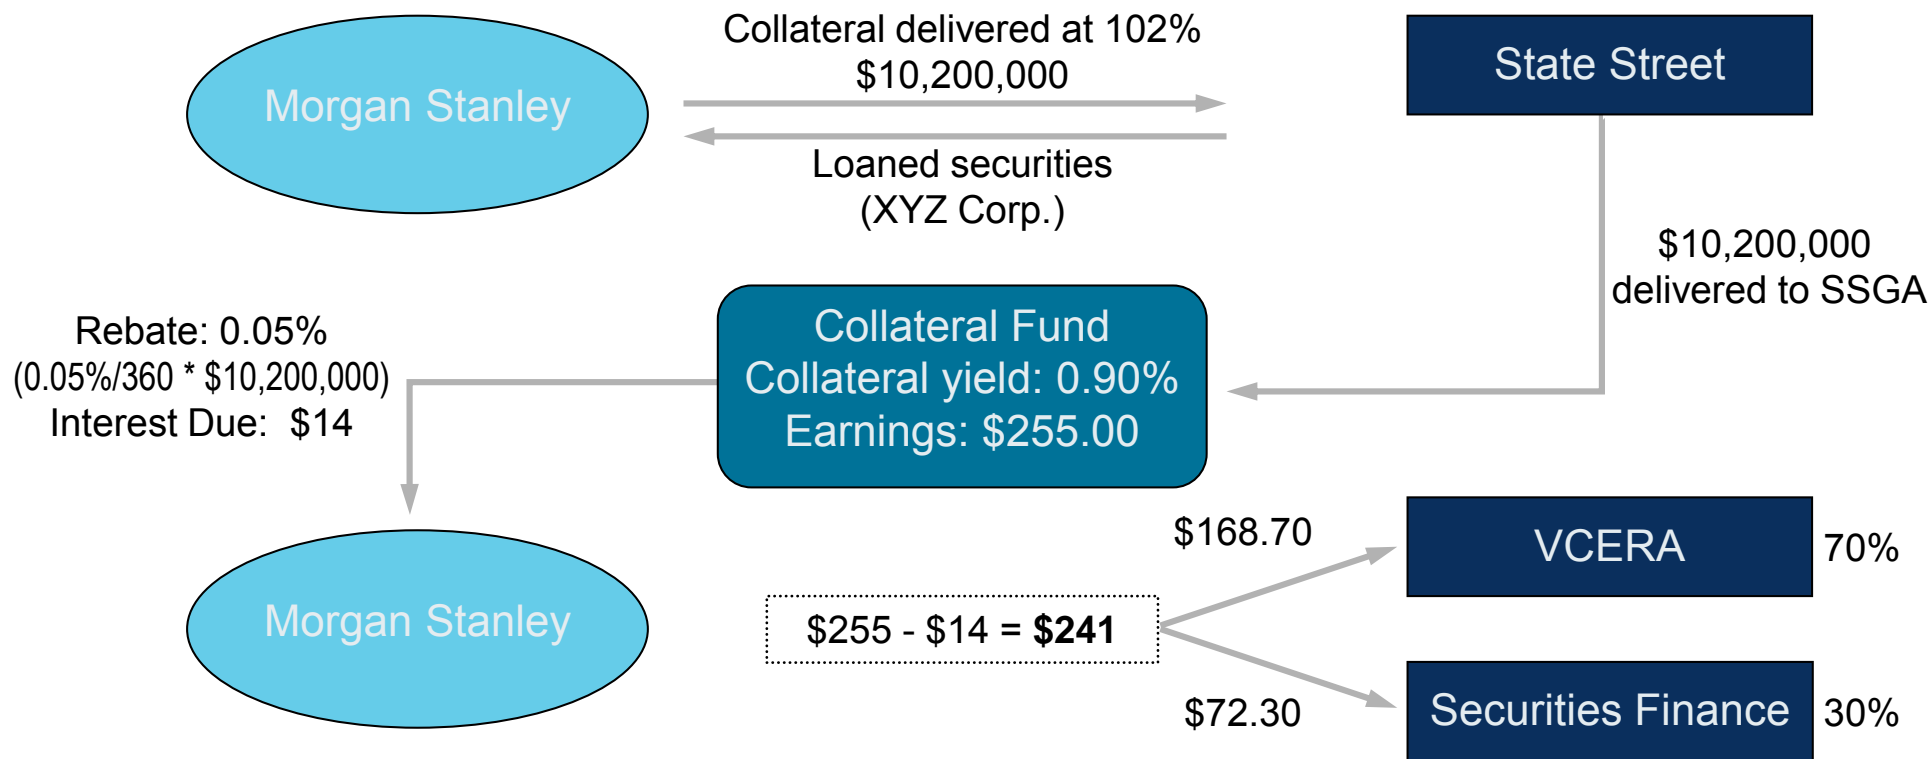 Morgan Stanley
Collateral delivered at 102%
$10,200,000
Loaned securities
(XYZ Corp.)
State Street
$10,200,000
delivered to SSGA
Collateral Fund
Collateral yield: 0.90%
Earnings: $255.00
Rebate: 0.05%
(0.05%/360 * $10,200,000)
Interest Due:  $14
Morgan Stanley
$255 - $14 = $241
$168.70
VCERA
70%
$72.30
Securities Finance
30%